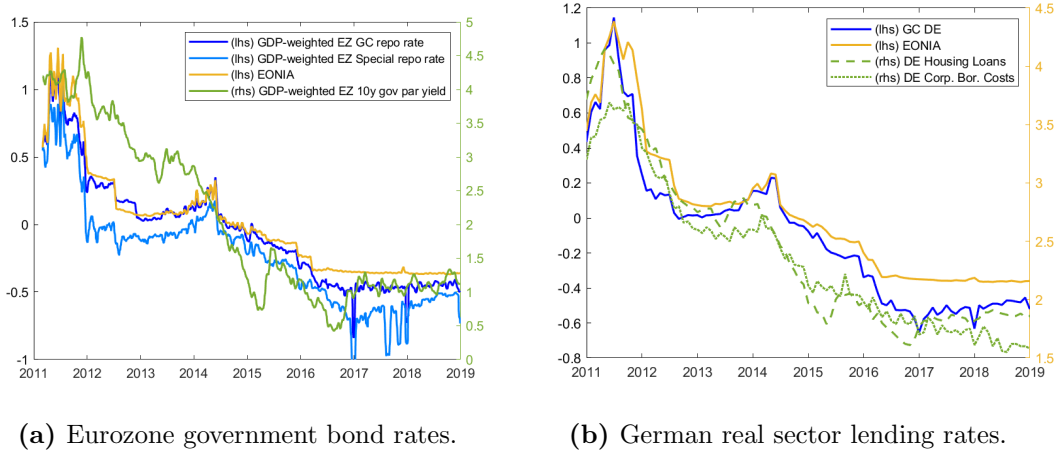 1.5
1
0.5
0
-0.5
-1
5
4.5
4
3.5
3
2.5
2
1.5
1
0.5
0
2011 2012 2013 2014 2015 2016 2017 2018 2019
(lhs) GDP-weighted EZ GC repo rate
(lhs) GDP-weighted EZ Special repo rate
(lhs) EONIA
(rhs) GDP-weighted EZ 10y gov par yield
(a) Eurozone government bond rates.
1.2
1
0.8
0.6
0.4
0.2
0
-0.2
-0.4
-0.6
-0.8
4.5
4
3.5
3
2.5
2
1.5
2011 2012 2013 2014 2015 2016 2017 2018 2019
(lhs) GC DE
(lhs) EONIA
(rhs) DE Housing Loans
(rhs) DE Corp. Bor. Costs
(b) German real sector lending rates.